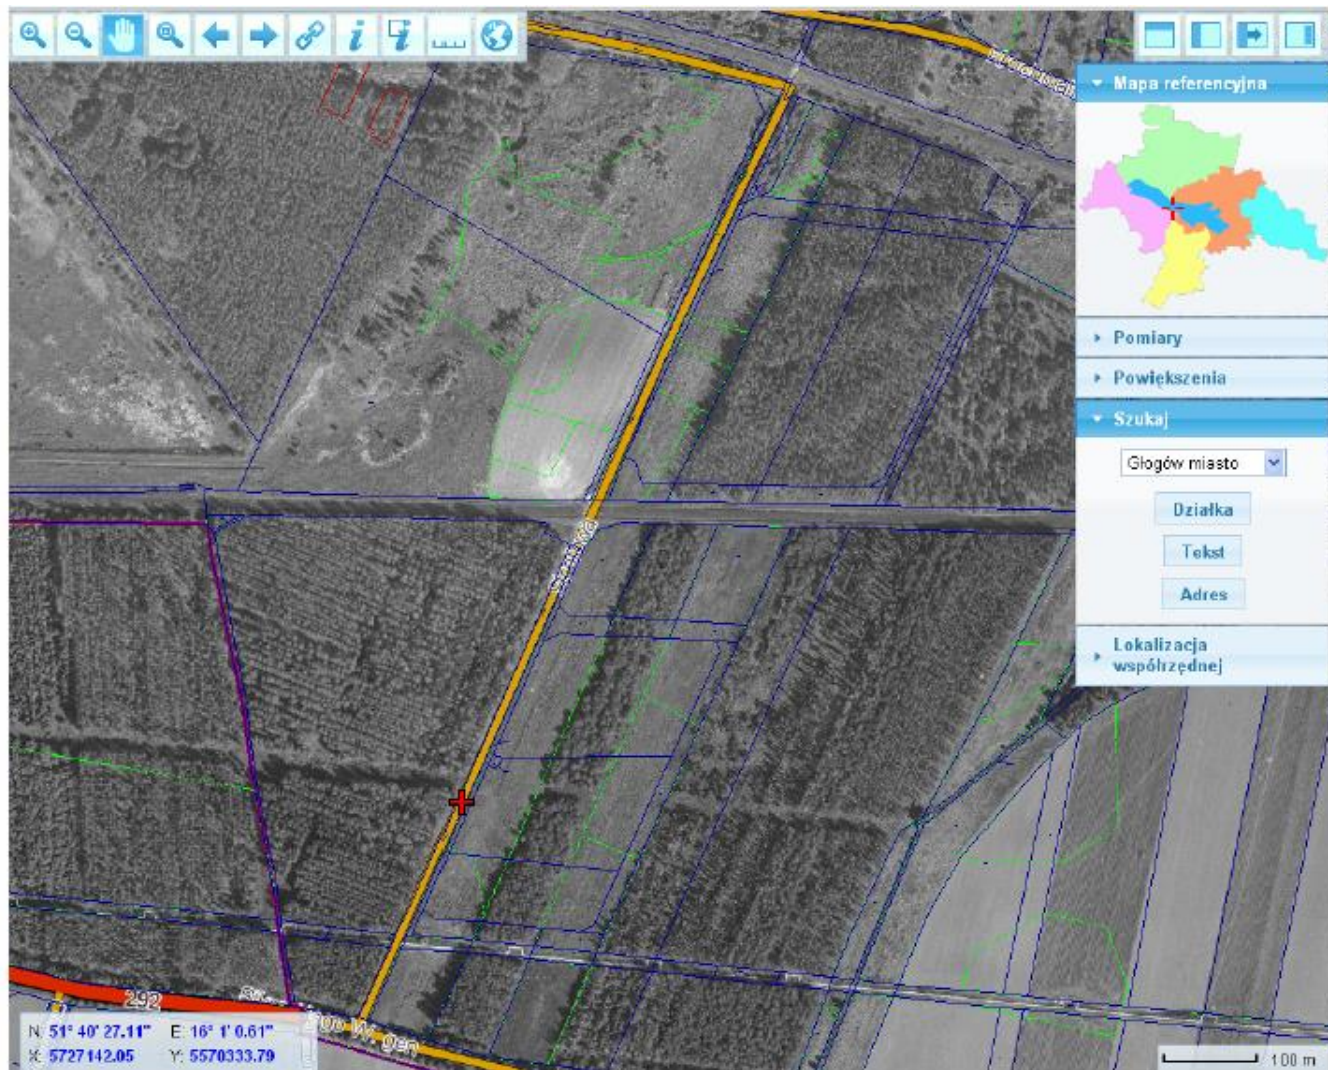 Mapa referencyjna
Pomiary
Powiększenia
Szukaj
Głogów miasto
Działka
Tekst
Adres
Lokalizacja
współrzędnej
292
W. gen
N: 51° 40' 27.11" E: 16° 1' 0.61"
X: 5727142.05 Y: 5570333.79
100 m